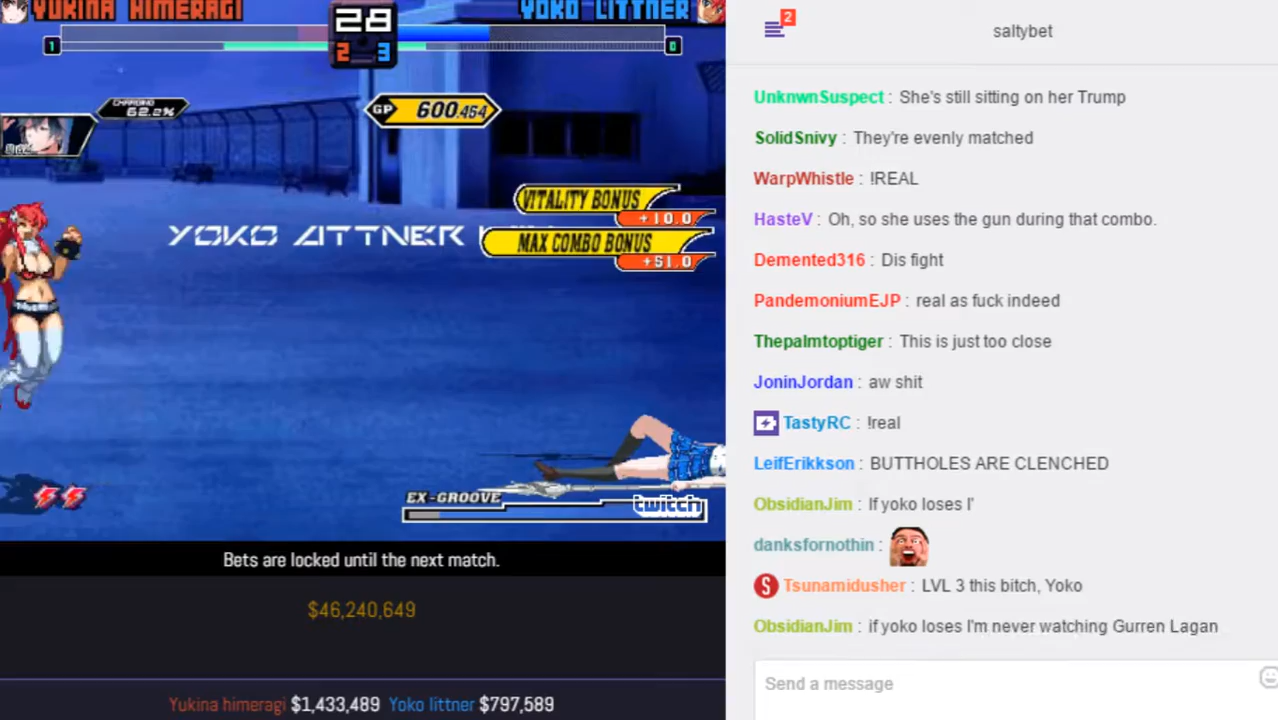 YUKINA HIMERAGI
28
YOKO LITTNER
1
2 3
0
CHARGING
62.2%
GP 600.464
VITALITY BONUS
+10.0
YOKO LITTNER
MAX COMBO BONUS
+51.0
EX-GROOVE
twitch
Bets are locked until the next match.
$46,240,649
Yukina himeragi $1,433,489 Yoko littner $797,589
2
saltybet
UnknwnSuspect : She's still sitting on her Trump
SolidSnivy : They're evenly matched
WarpWhistle : !REAL
HasteV : Oh, so she uses the gun during that combo.
Demented316 : Dis fight
PandemoniumEJP : real as fuck indeed
Thepalmtoptiger : This is just too close
JoninJordan : aw shit
TastyRC : !real
LeifErikkson : BUTTHOLES ARE CLENCHED
ObsidianJim : If yoko loses I'
danksfornothin :
S Tsunamidusher : LVL 3 this bitch, Yoko
ObsidianJim : if yoko loses I'm never watching Gurren Lagan
Send a message